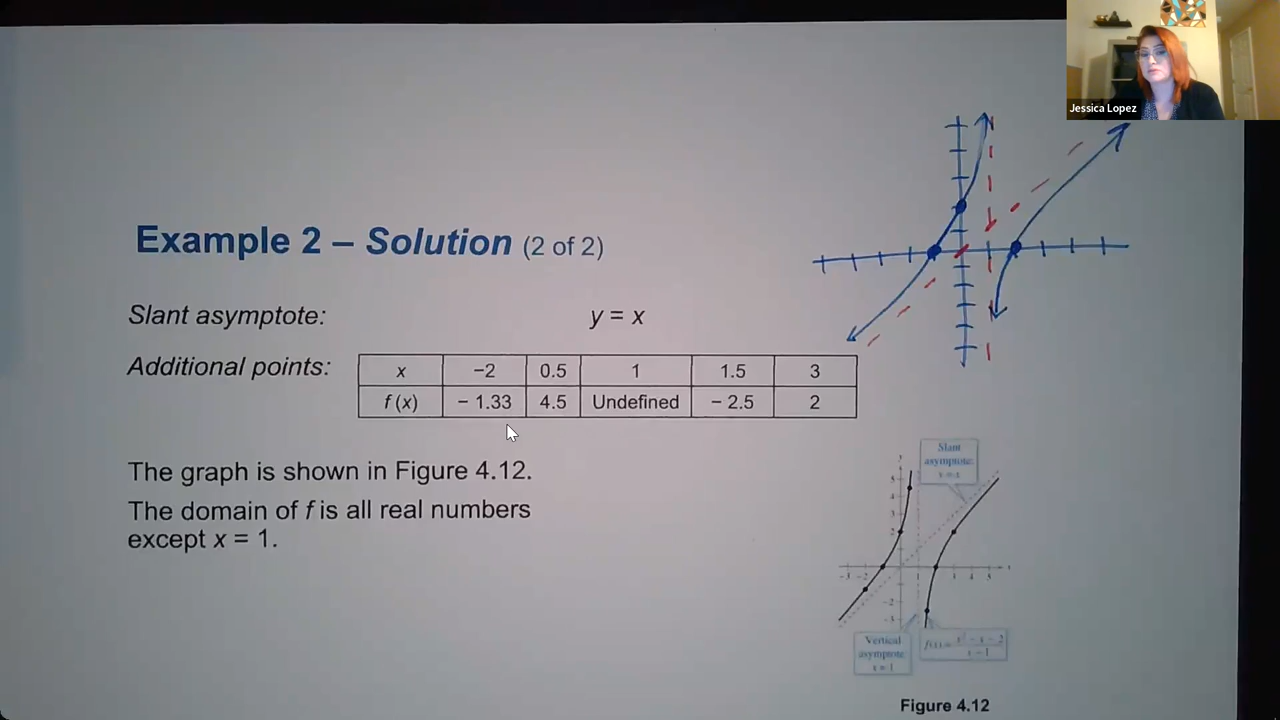 Jessica Lopez
Example 2 – Solution (2 of 2)
Slant asymptote: y = x
Additional points:
x −2 0.5 1 1.5 3
f (x) − 1.33 4.5 Undefined − 2.5 2
The graph is shown in Figure 4.12.
The domain of f is all real numbers
except x = 1.
Slant
asymptote:
y = x
Vertical
asymptote:
x = 1
Figure 4.12